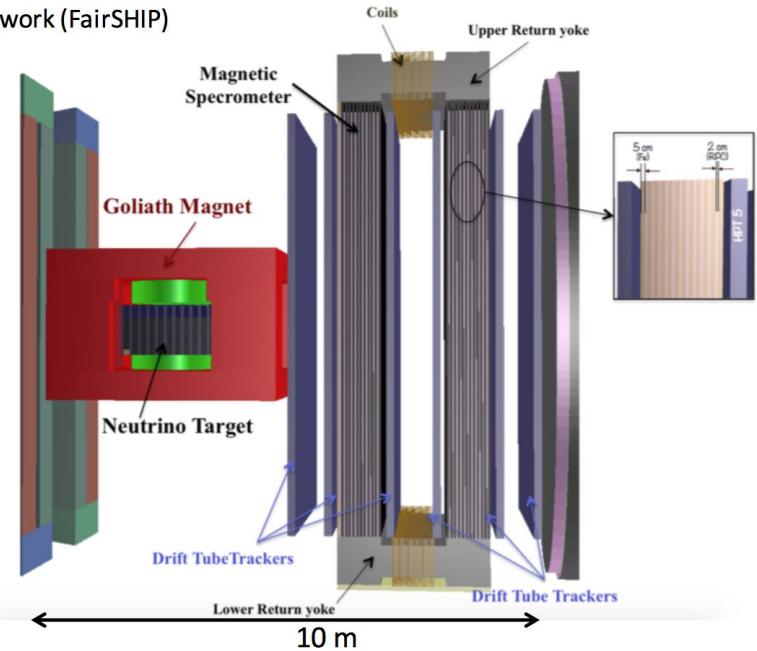 work (FairSHIP)
Coils
Upper Return yoke
Magnetic
Specrometer
5 cm
(Fe)
2 cm
(RPC)
Goliath Magnet
HPT 5
Neutrino Target
Drift TubeTrackers
Drift Tube Trackers
Lower Return yoke
10 m